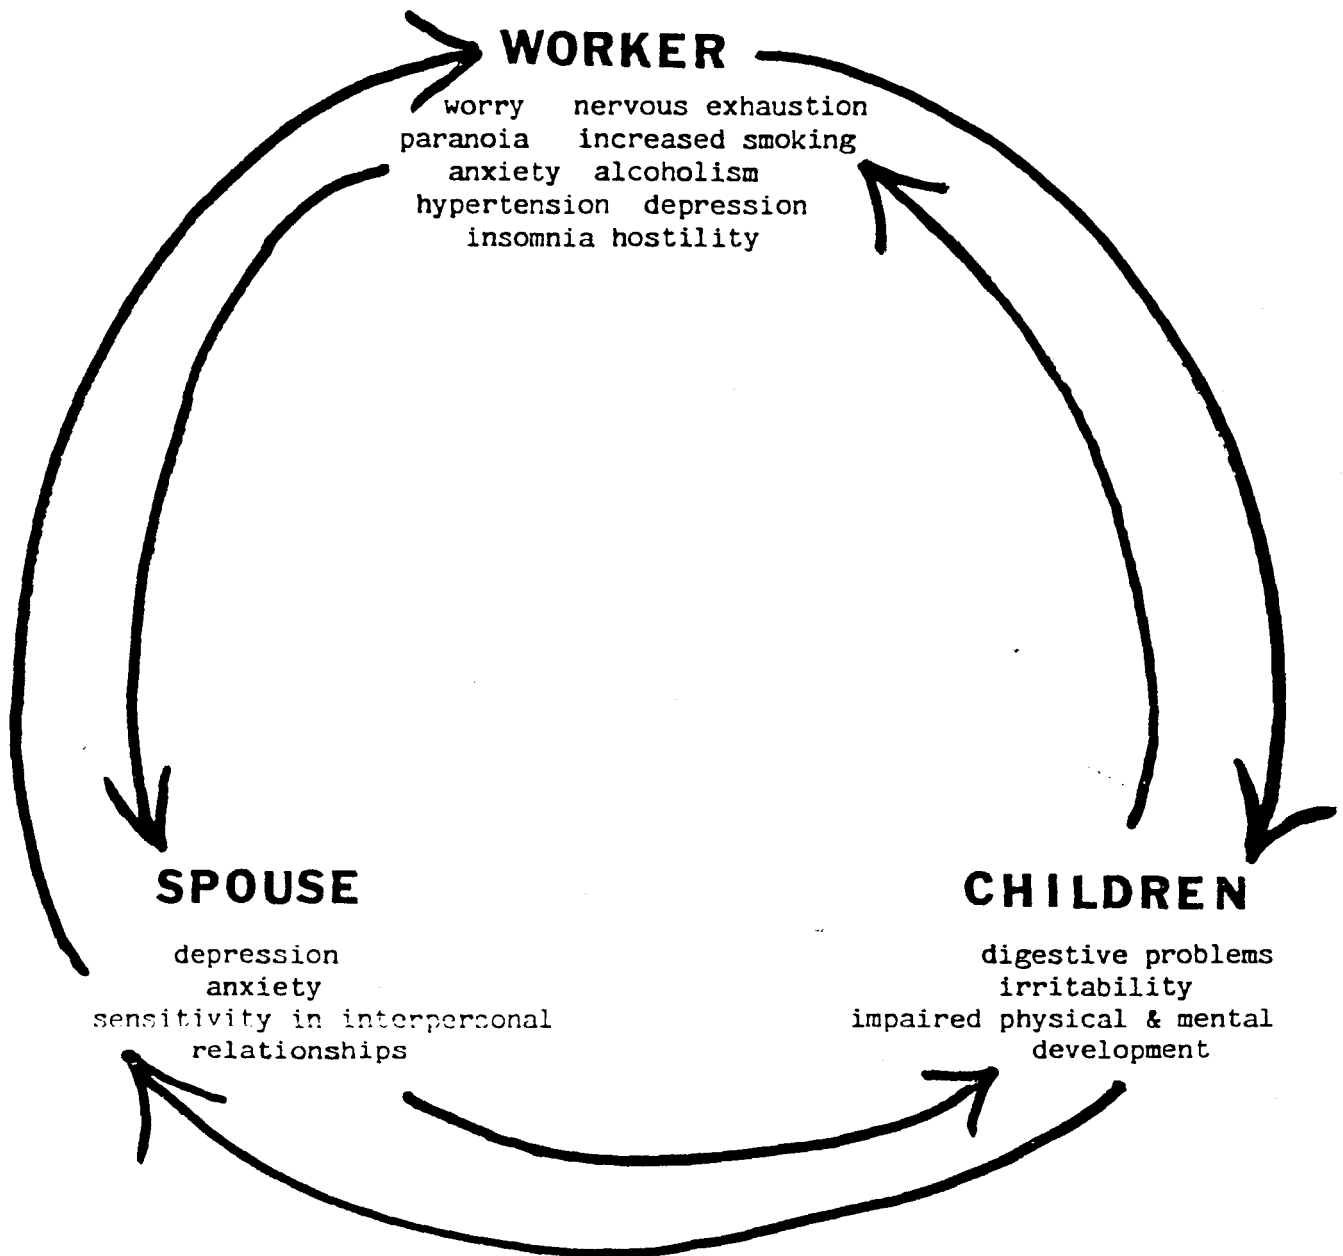 WORKER
worry nervous exhaustion
paranoia increased smoking
anxiety alcoholism
hypertension depression
insomnia hostility
SPOUSE
depression
anxiety
sensitivity in interpersonal
relationships
CHILDREN
digestive problems
irritability
impaired physical & mental
development